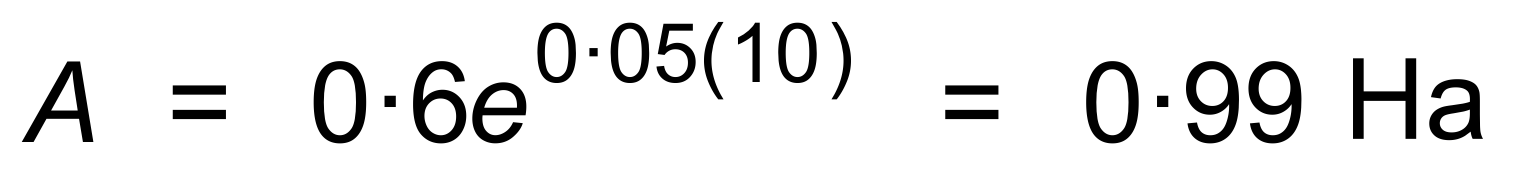 A = 0·6e^0·05(10) = 0·99 Ha